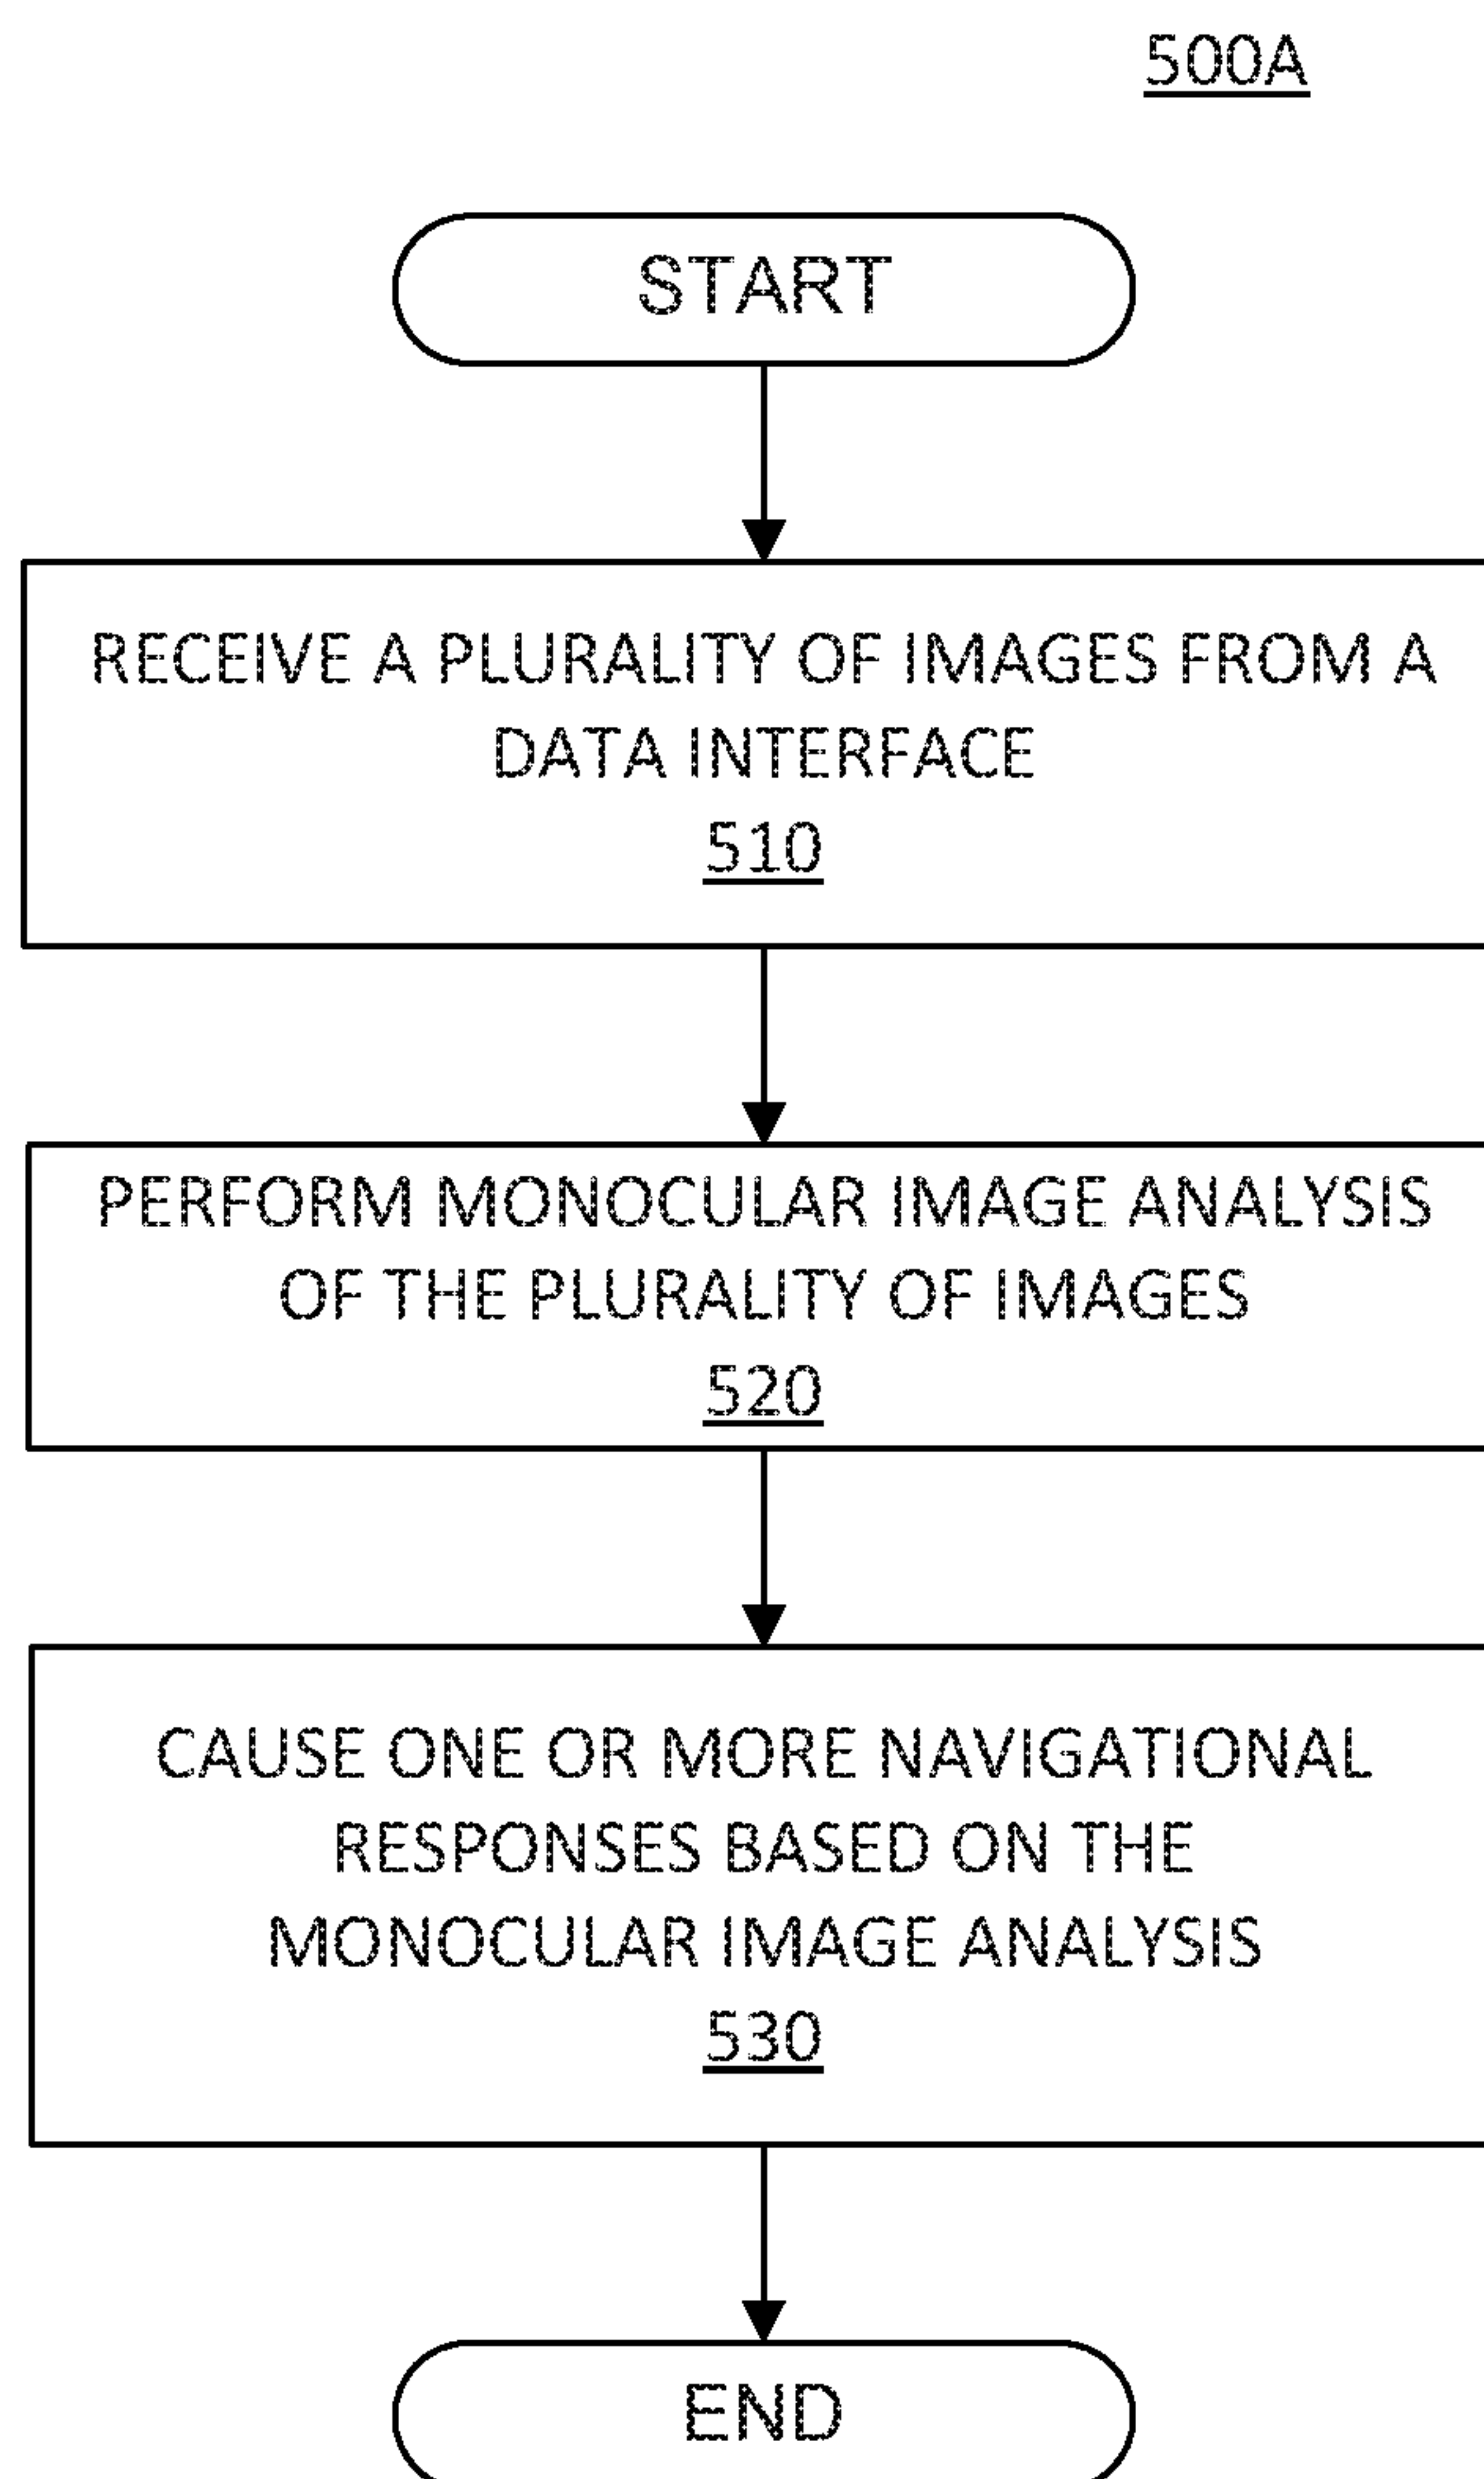 500A
START
RECEIVE A PLURALITY OF IMAGES FROM A
DATA INTERFACE
510
PERFORM MONOCULAR IMAGE ANALYSIS
OF THE PLURALITY OF IMAGES
520
CAUSE ONE OR MORE NAVIGATIONAL
RESPONSES BASED ON THE
MONOCULAR IMAGE ANALYSIS
530
END